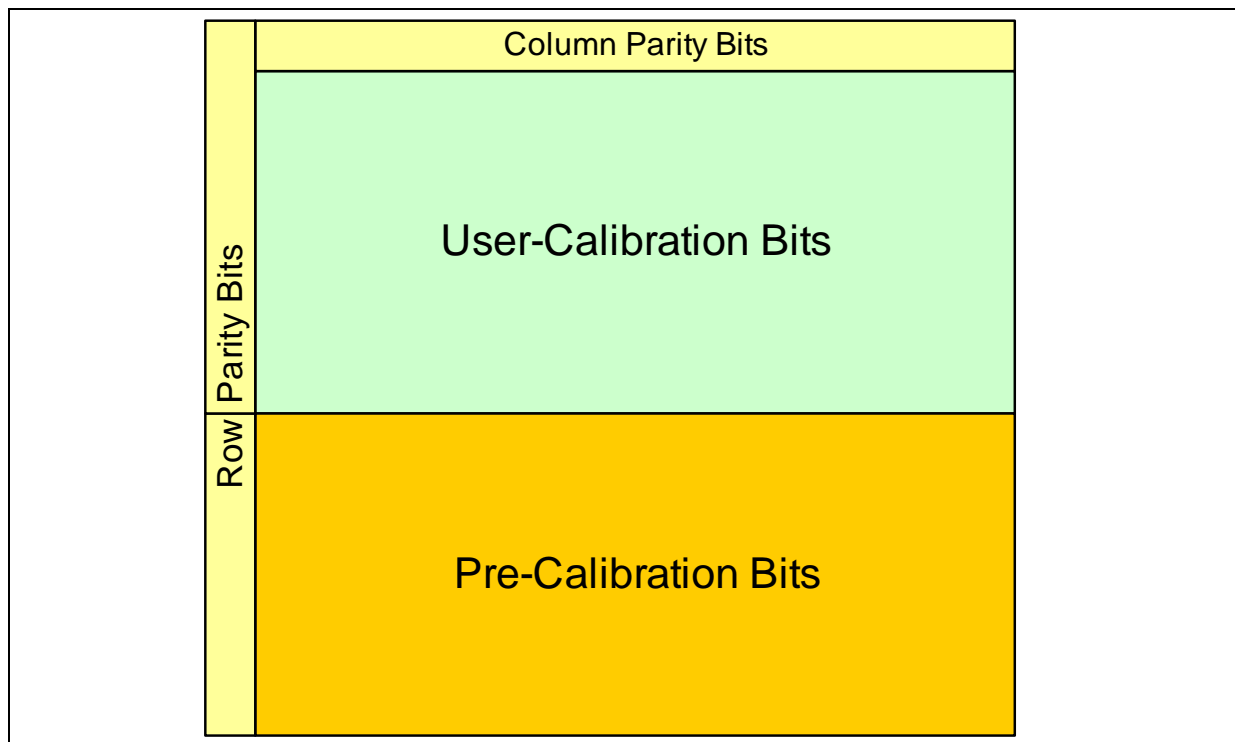 Column Parity Bits
User-Calibration Bits
Row Parity Bits
Pre-Calibration Bits